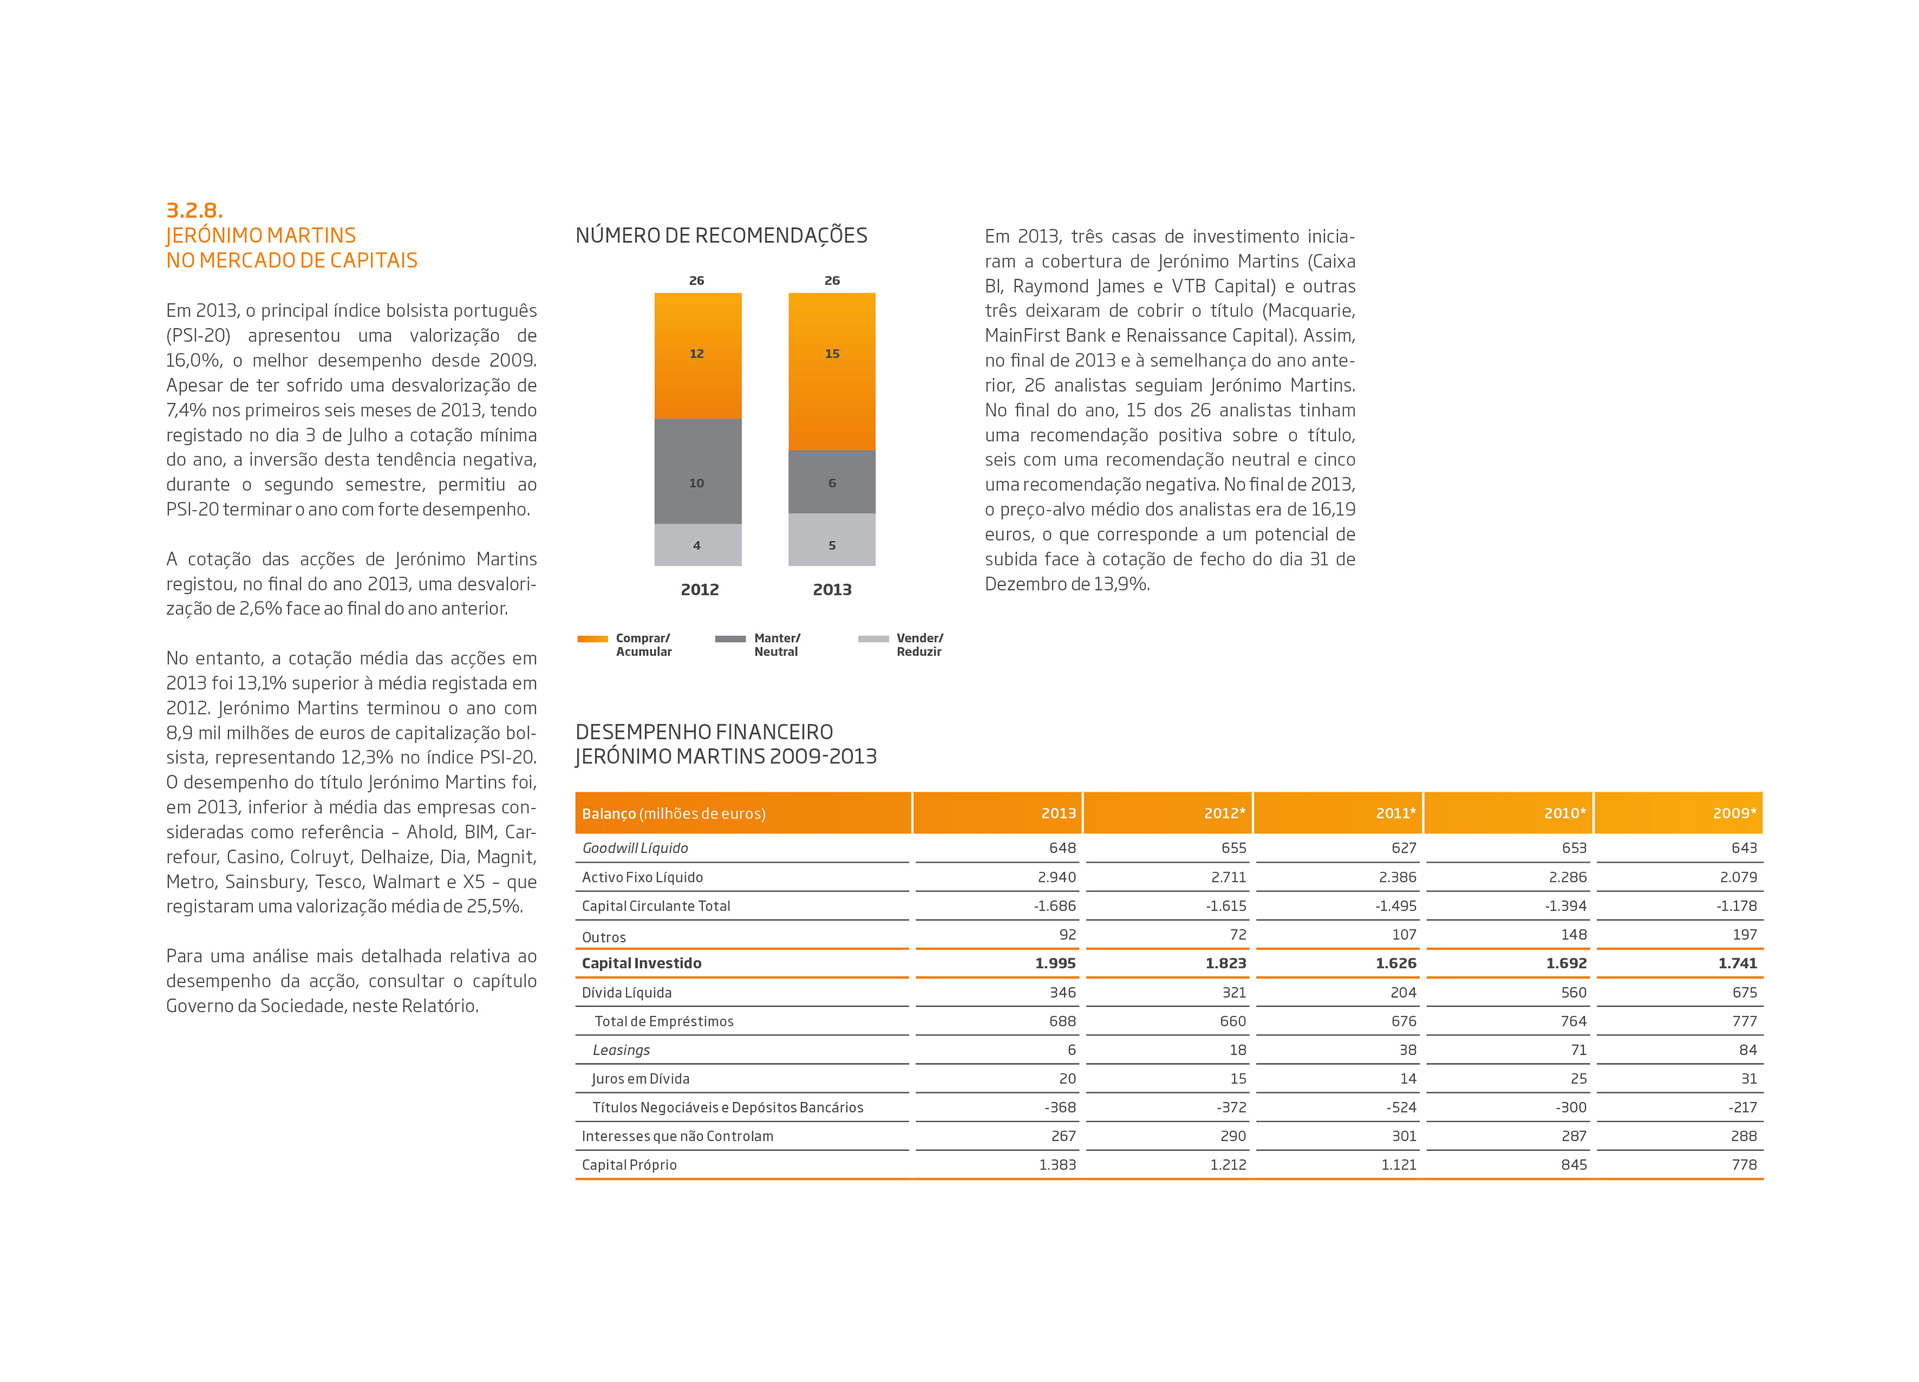 3.2.8.
JERÓNIMO MARTINS
NO MERCADO DE CAPITAIS
Em 2013, o principal índice bolsista português
(PSI-20) apresentou uma valorização de
16,0%, o melhor desempenho desde 2009.
Apesar de ter sofrido uma desvalorização de
7,4% nos primeiros seis meses de 2013, tendo
registado no dia 3 de Julho a cotação mínima
do ano, a inversão desta tendência negativa,
durante o segundo semestre, permitiu ao
PSI-20 terminar o ano com forte desempenho.
A cotação das acções de Jerónimo Martins
registou, no final do ano 2013, uma desvalori-
zação de 2,6% face ao final do ano anterior.
No entanto, a cotação média das acções em
2013 foi 13,1% superior à média registada em
2012. Jerónimo Martins terminou o ano com
8,9 mil milhões de euros de capitalização bol-
sista, representando 12,3% no índice PSI-20.
O desempenho do título Jerónimo Martins foi,
em 2013, inferior à média das empresas con-
sideradas como referência – Ahold, BIM, Car-
refour, Casino, Colruyt, Delhaize, Dia, Magnit,
Metro, Sainsbury, Tesco, Walmart e X5 – que
registaram uma valorização média de 25,5%.
Para uma análise mais detalhada relativa ao
desempenho da acção, consultar o capítulo
Governo da Sociedade, neste Relatório.
NÚMERO DE RECOMENDAÇÕES
26 26
12 15
10 6
4 5
2012 2013
Comprar/ Manter/ Vender/
Acumular Neutral Reduzir
Em 2013, três casas de investimento inicia-
ram a cobertura de Jerónimo Martins (Caixa
BI, Raymond James e VTB Capital) e outras
três deixaram de cobrir o título (Macquarie,
MainFirst Bank e Renaissance Capital). Assim,
no final de 2013 e à semelhança do ano ante-
rior, 26 analistas seguiam Jerónimo Martins.
No final do ano, 15 dos 26 analistas tinham
uma recomendação positiva sobre o título,
seis com uma recomendação neutral e cinco
uma recomendação negativa. No final de 2013,
o preço-alvo médio dos analistas era de 16,19
euros, o que corresponde a um potencial de
subida face à cotação de fecho do dia 31 de
Dezembro de 13,9%.
DESEMPENHO FINANCEIRO
JERÓNIMO MARTINS 2009-2013
Balanço (milhões de euros) 2013 2012* 2011* 2010* 2009*
Goodwill Líquido 648 655 627 653 643
Activo Fixo Líquido 2.940 2.711 2.386 2.286 2.079
Capital Circulante Total -1.686 -1.615 -1.495 -1.394 -1.178
Outros 92 72 107 148 197
Capital Investido 1.995 1.823 1.626 1.692 1.741
Dívida Líquida 346 321 204 560 675
Total de Empréstimos 688 660 676 764 777
Leasings 6 18 38 71 84
Juros em Dívida 20 15 14 25 31
Títulos Negociáveis e Depósitos Bancários -368 -372 -524 -300 -217
Interesses que não Controlam 267 290 301 287 288
Capital Próprio 1.383 1.212 1.121 845 778